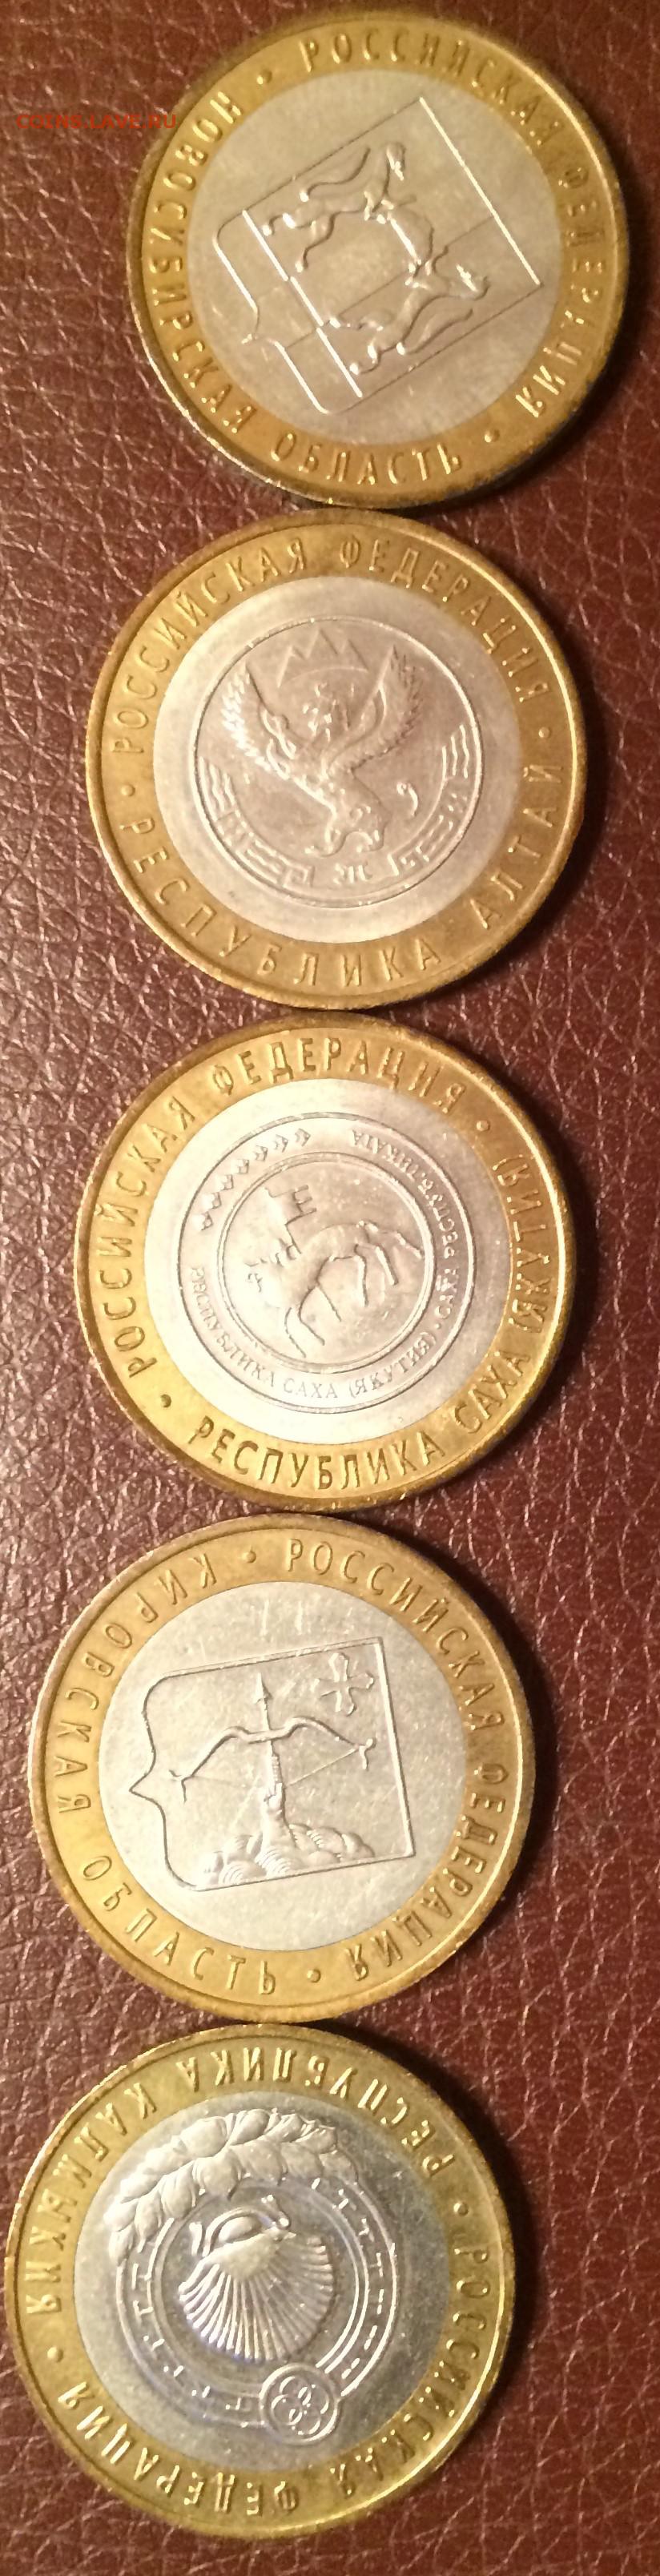 COINS.LAVE.RU
РОССИЙСКАЯ ФЕДЕРАЦИЯ •
НОВОСИБИРСКАЯ ОБЛАСТЬ •
РОССИЙСКАЯ ФЕДЕРАЦИЯ •
РЕСПУБЛИКА АЛТАЙ •
РОССИЙСКАЯ ФЕДЕРАЦИЯ •
РЕСПУБЛИКА САХА (ЯКУТИЯ) •
РЕСПУБЛИКА САХА (ЯКУТИЯ) • САХА
РОССИЙСКАЯ ФЕДЕРАЦИЯ •
КИРОВСКАЯ ОБЛАСТЬ •
РОССИЙСКАЯ ФЕДЕРАЦИЯ •
РЕСПУБЛИКА КАЛМЫКИЯ •